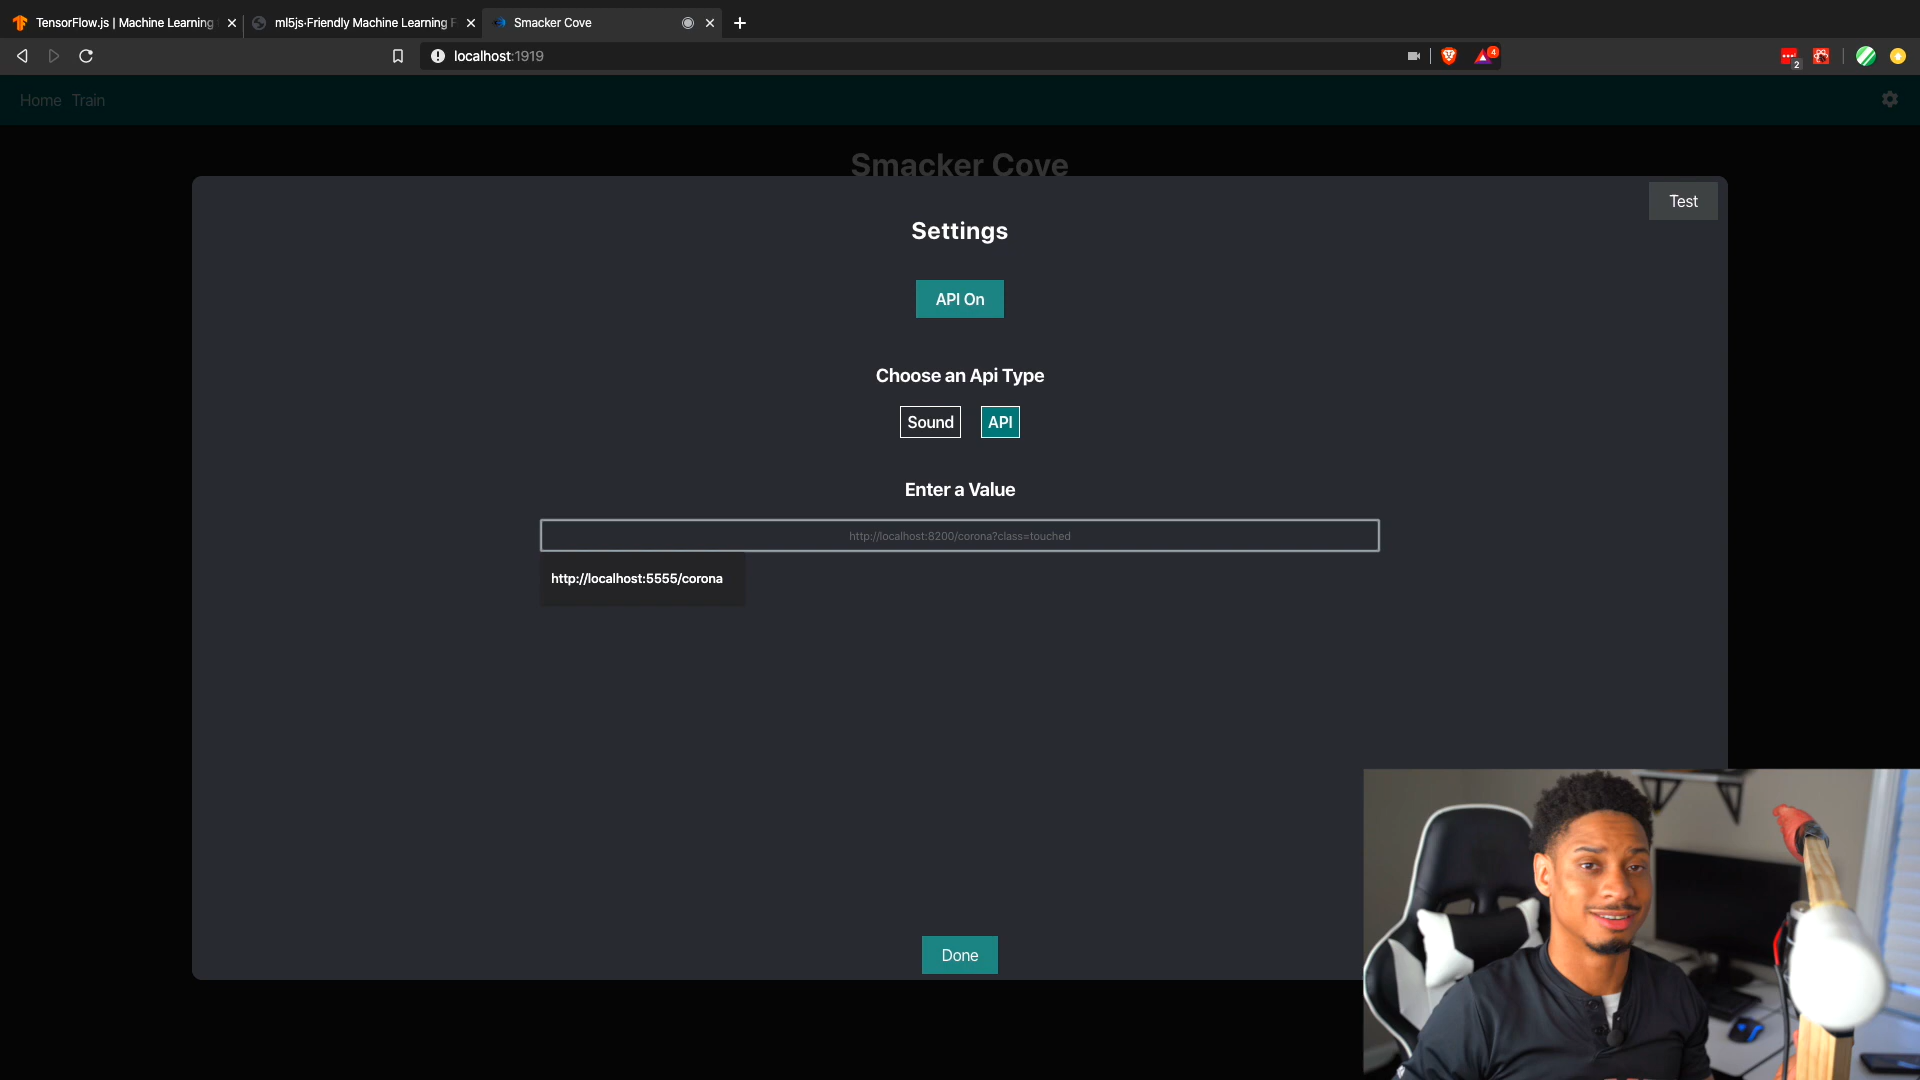 TensorFlow.js | Machine Learning
ml5js·Friendly Machine Learning F
Smacker Cove
localhost:1919
4
2
Home Train
Smacker Cove
Test
Settings
API On
Choose an Api Type
Sound API
Enter a Value
http://localhost:8200/corona?class=touched
http://localhost:5555/corona
Done